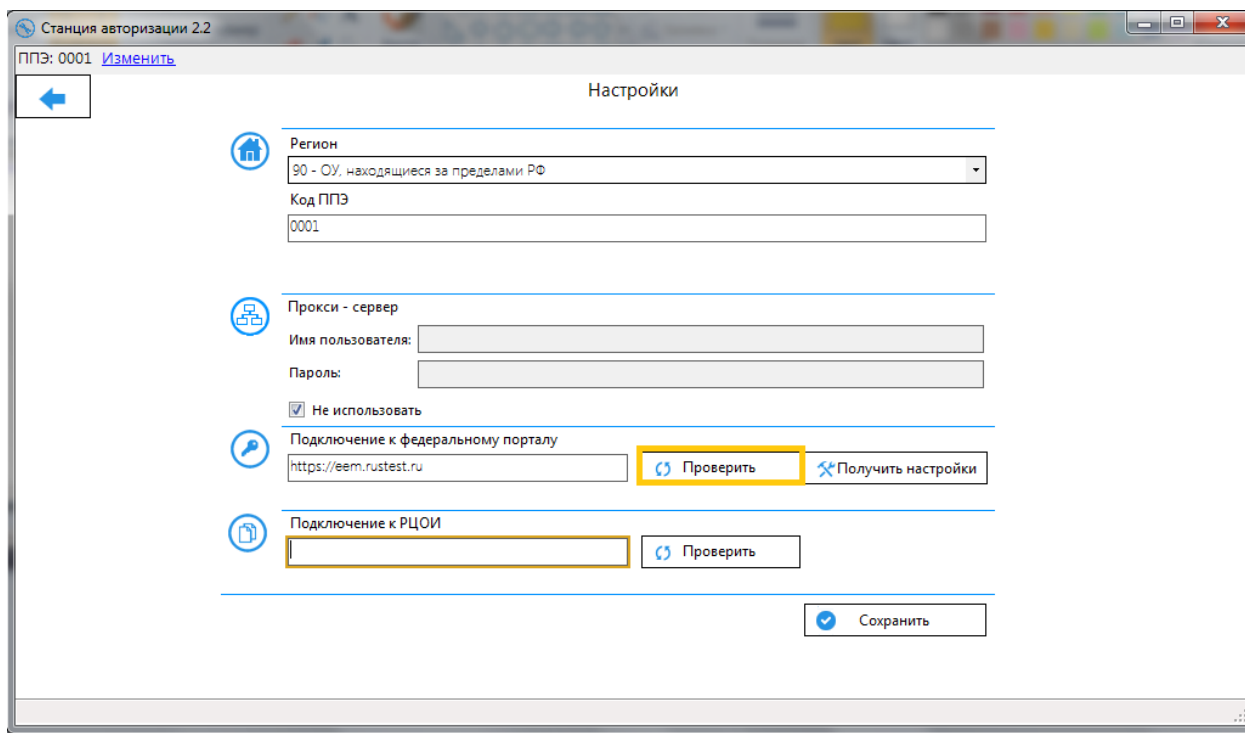 Станция авторизации 2.2
ППЭ: 0001 Изменить
Настройки
Регион
90 - ОУ, находящиеся за пределами РФ
Код ППЭ
0001
Прокси - сервер
Имя пользователя:
Пароль:
Не использовать
Подключение к федеральному порталу
https://eem.rustest.ru Проверить Получить настройки
Подключение к РЦОИ
Проверить
Сохранить